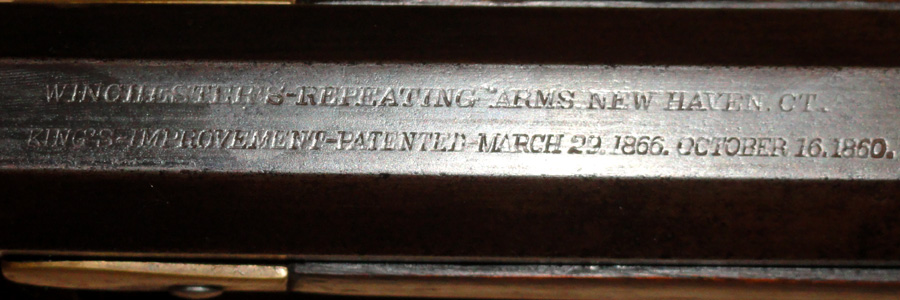 WINCHESTER'S-REPEATING-ARMS. NEW HAVEN. CT.
KING'S-IMPROVEMENT-PATENTED-MARCH 29. 1866. OCTOBER 16. 1860.